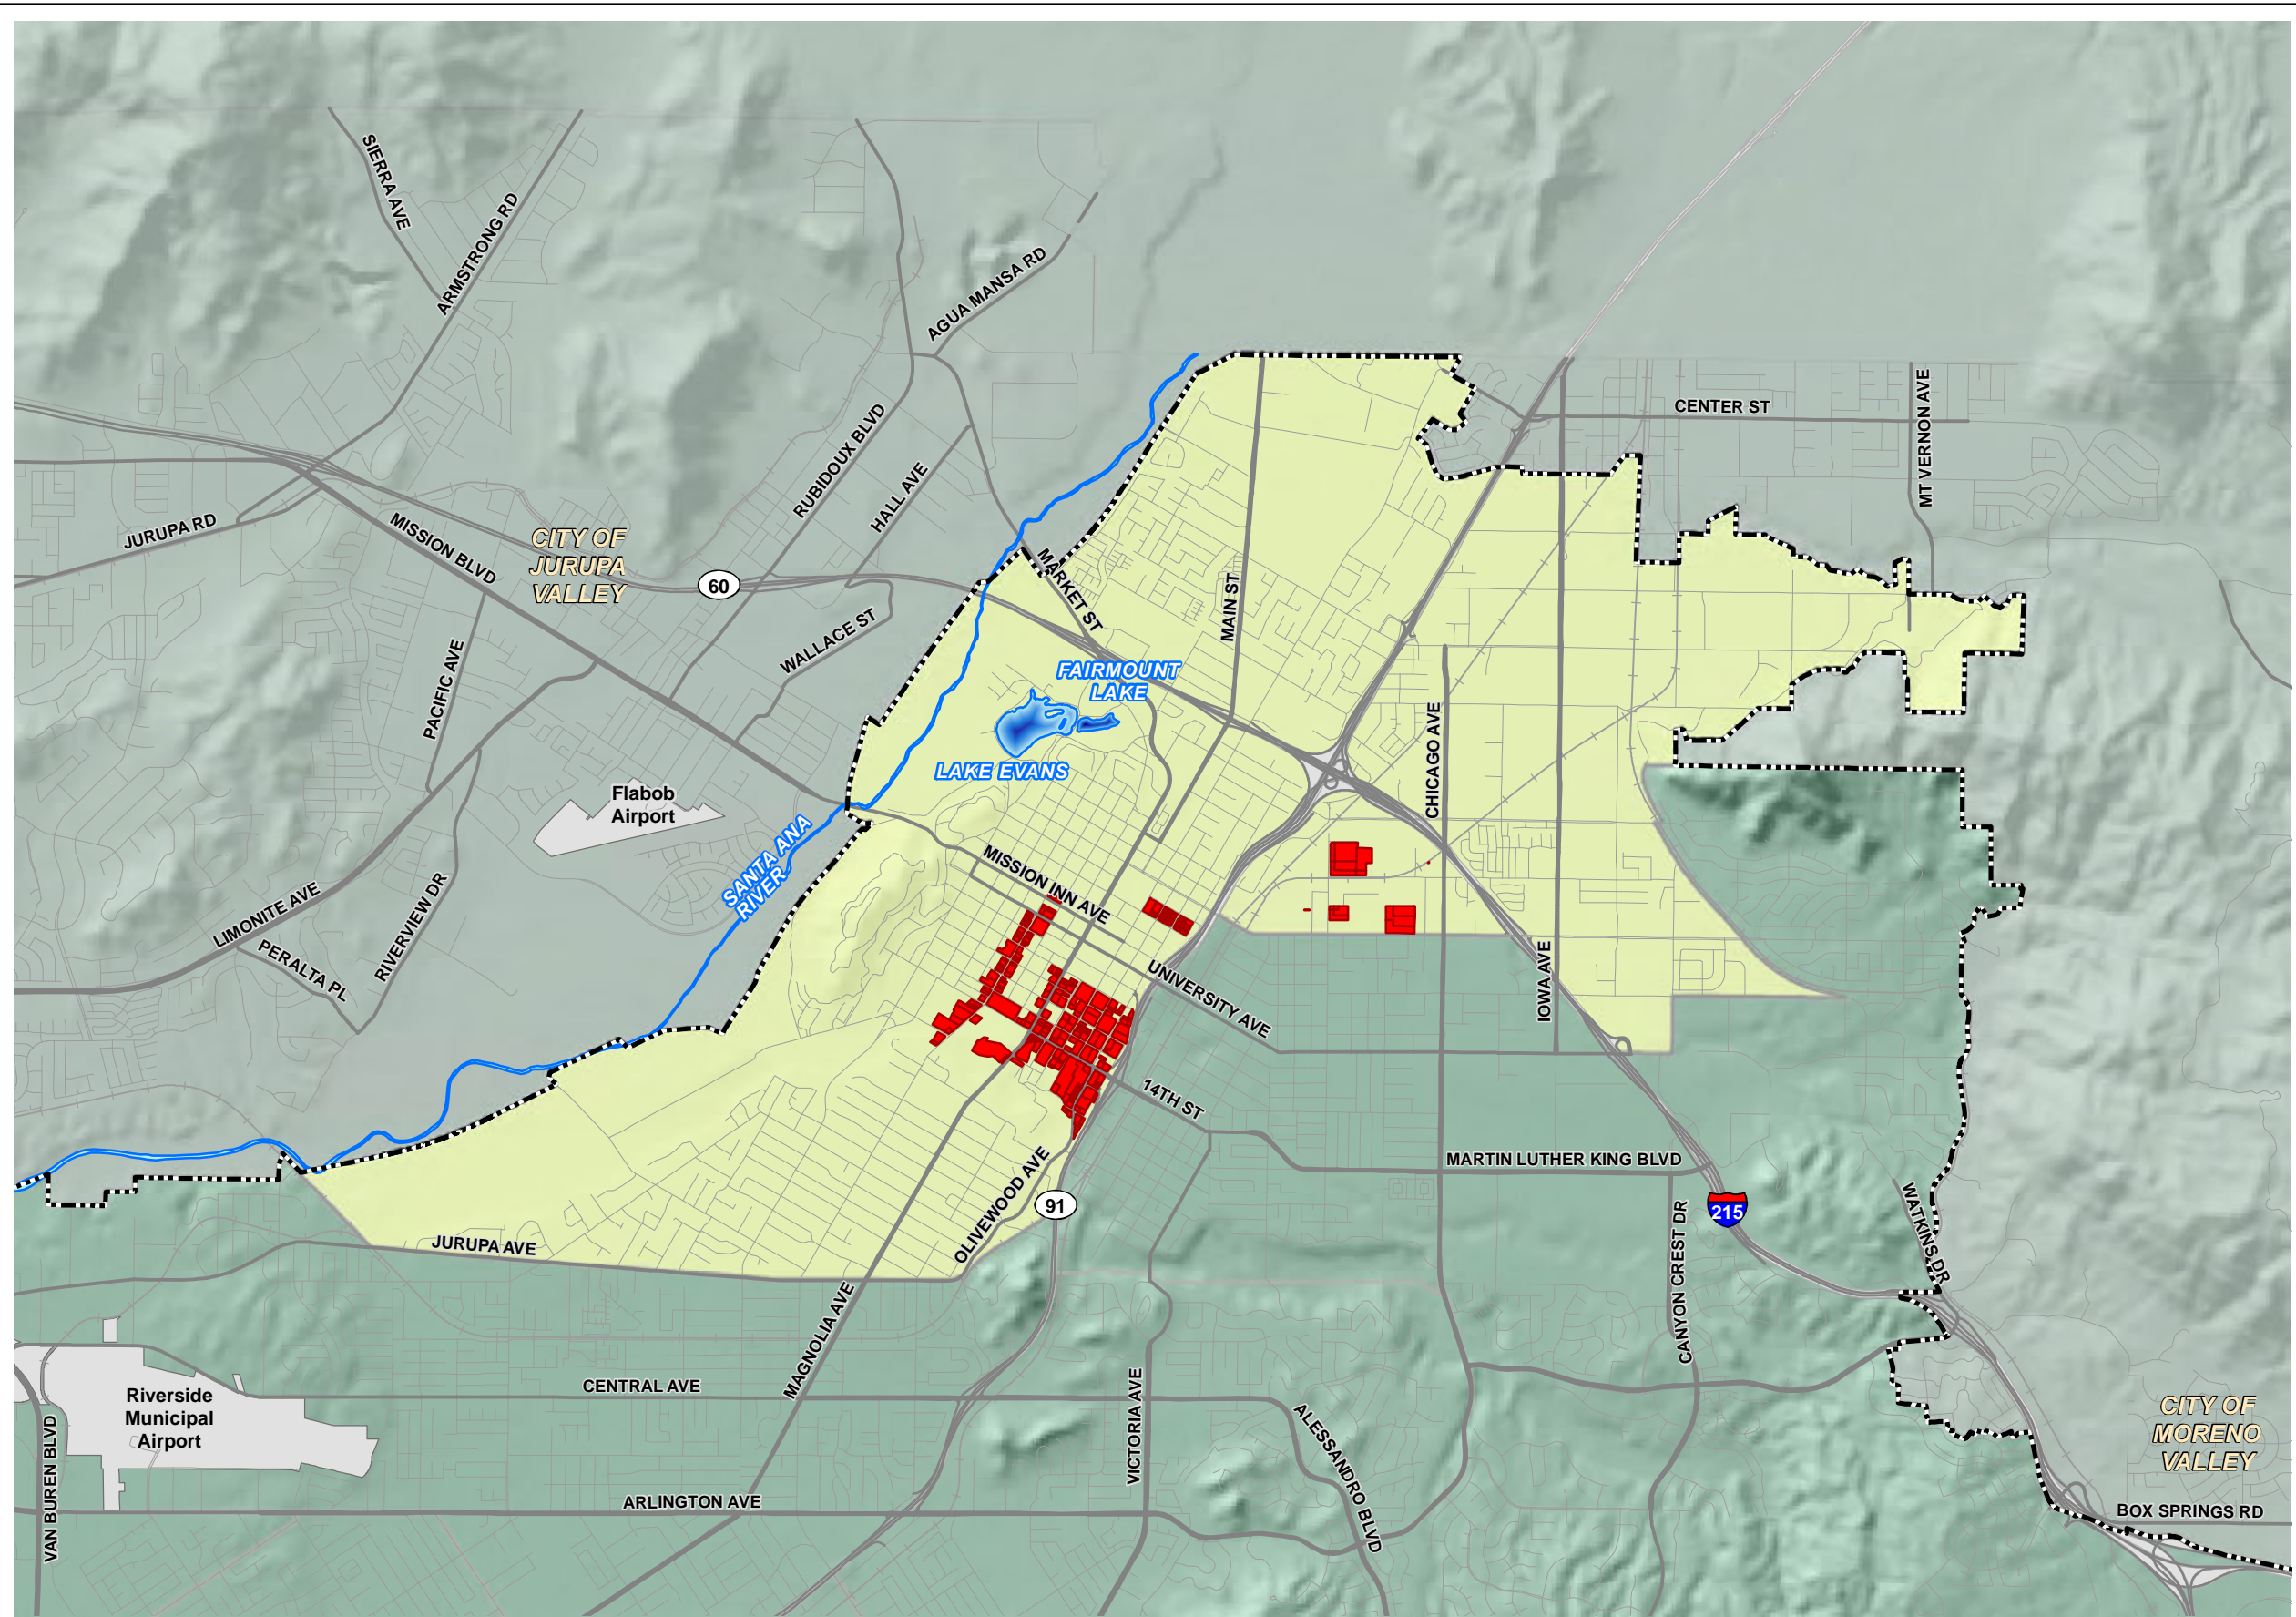 SIERRA AVE
ARMSTRONG RD
AGUA MANSA RD
CENTER ST
MT VERNON AVE
RUBIDOUX BLVD
HALL AVE
JURUPA RD
MISSION BLVD
CITY OF
JURUPA
VALLEY
60
MARKET ST
MAIN ST
WALLACE ST
PACIFIC AVE
FAIRMOUNT
LAKE
LAKE EVANS
CHICAGO AVE
Flabob
Airport
SANTA ANA
RIVER
MISSION INN AVE
LIMONITE AVE
PERALTA PL
RIVERVIEW DR
UNIVERSITY AVE
IOWA AVE
14TH ST
MARTIN LUTHER KING BLVD
OLIVEWOOD AVE
91
215
WATKINS DR
CANYON CREST DR
JURUPA AVE
MAGNOLIA AVE
CENTRAL AVE
Riverside
Municipal
Airport
VICTORIA AVE
ALESSANDRO BLVD
CITY OF
MORENO
VALLEY
VAN BUREN BLVD
ARLINGTON AVE
BOX SPRINGS RD